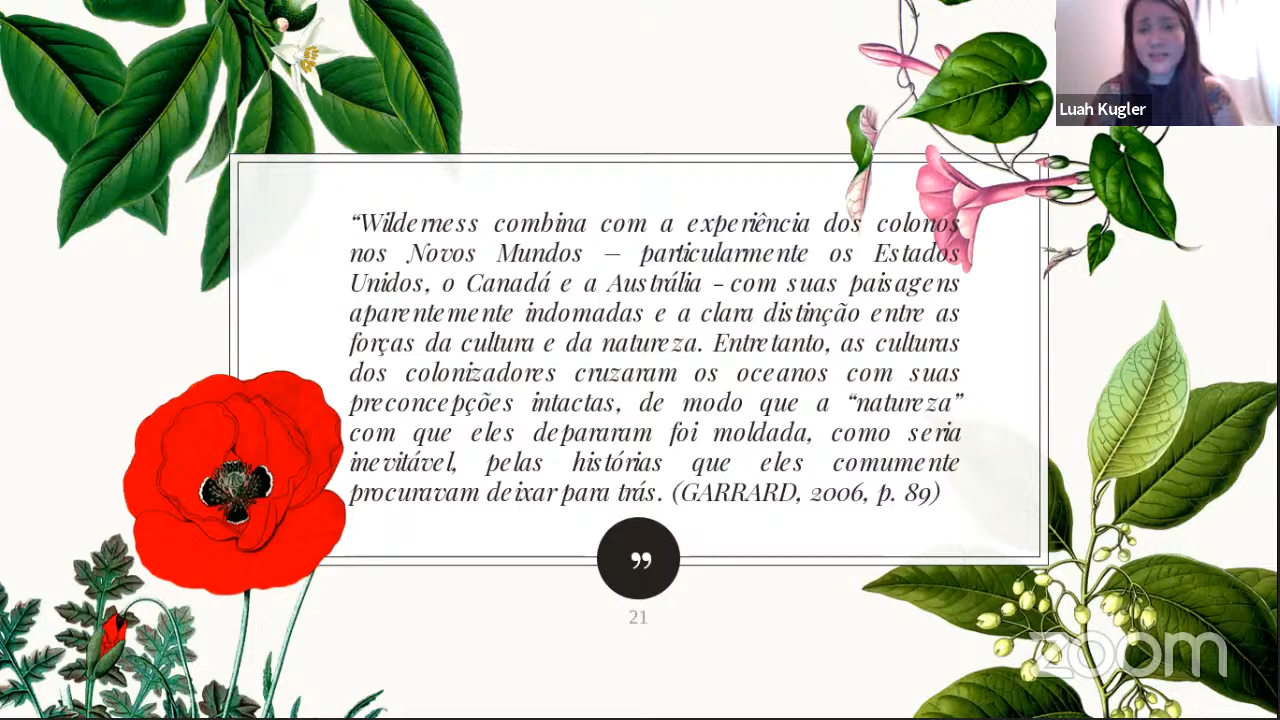 Luah Kugler
“Wilderness combina com a experiência dos colonos
nos Novos Mundos – particularmente os Estados
Unidos, o Canadá e a Austrália - com suas paisagens
aparentemente indomadas e a clara distinção entre as
forças da cultura e da natureza. Entretanto, as culturas
dos colonizadores cruzaram os oceanos com suas
preconcepções intactas, de modo que a “natureza”
com que eles depararam foi moldada, como seria
inevitável, pelas histórias que eles comumente
procuravam deixar para trás. (GARRARD, 2006, p. 89)
”
21
zoom